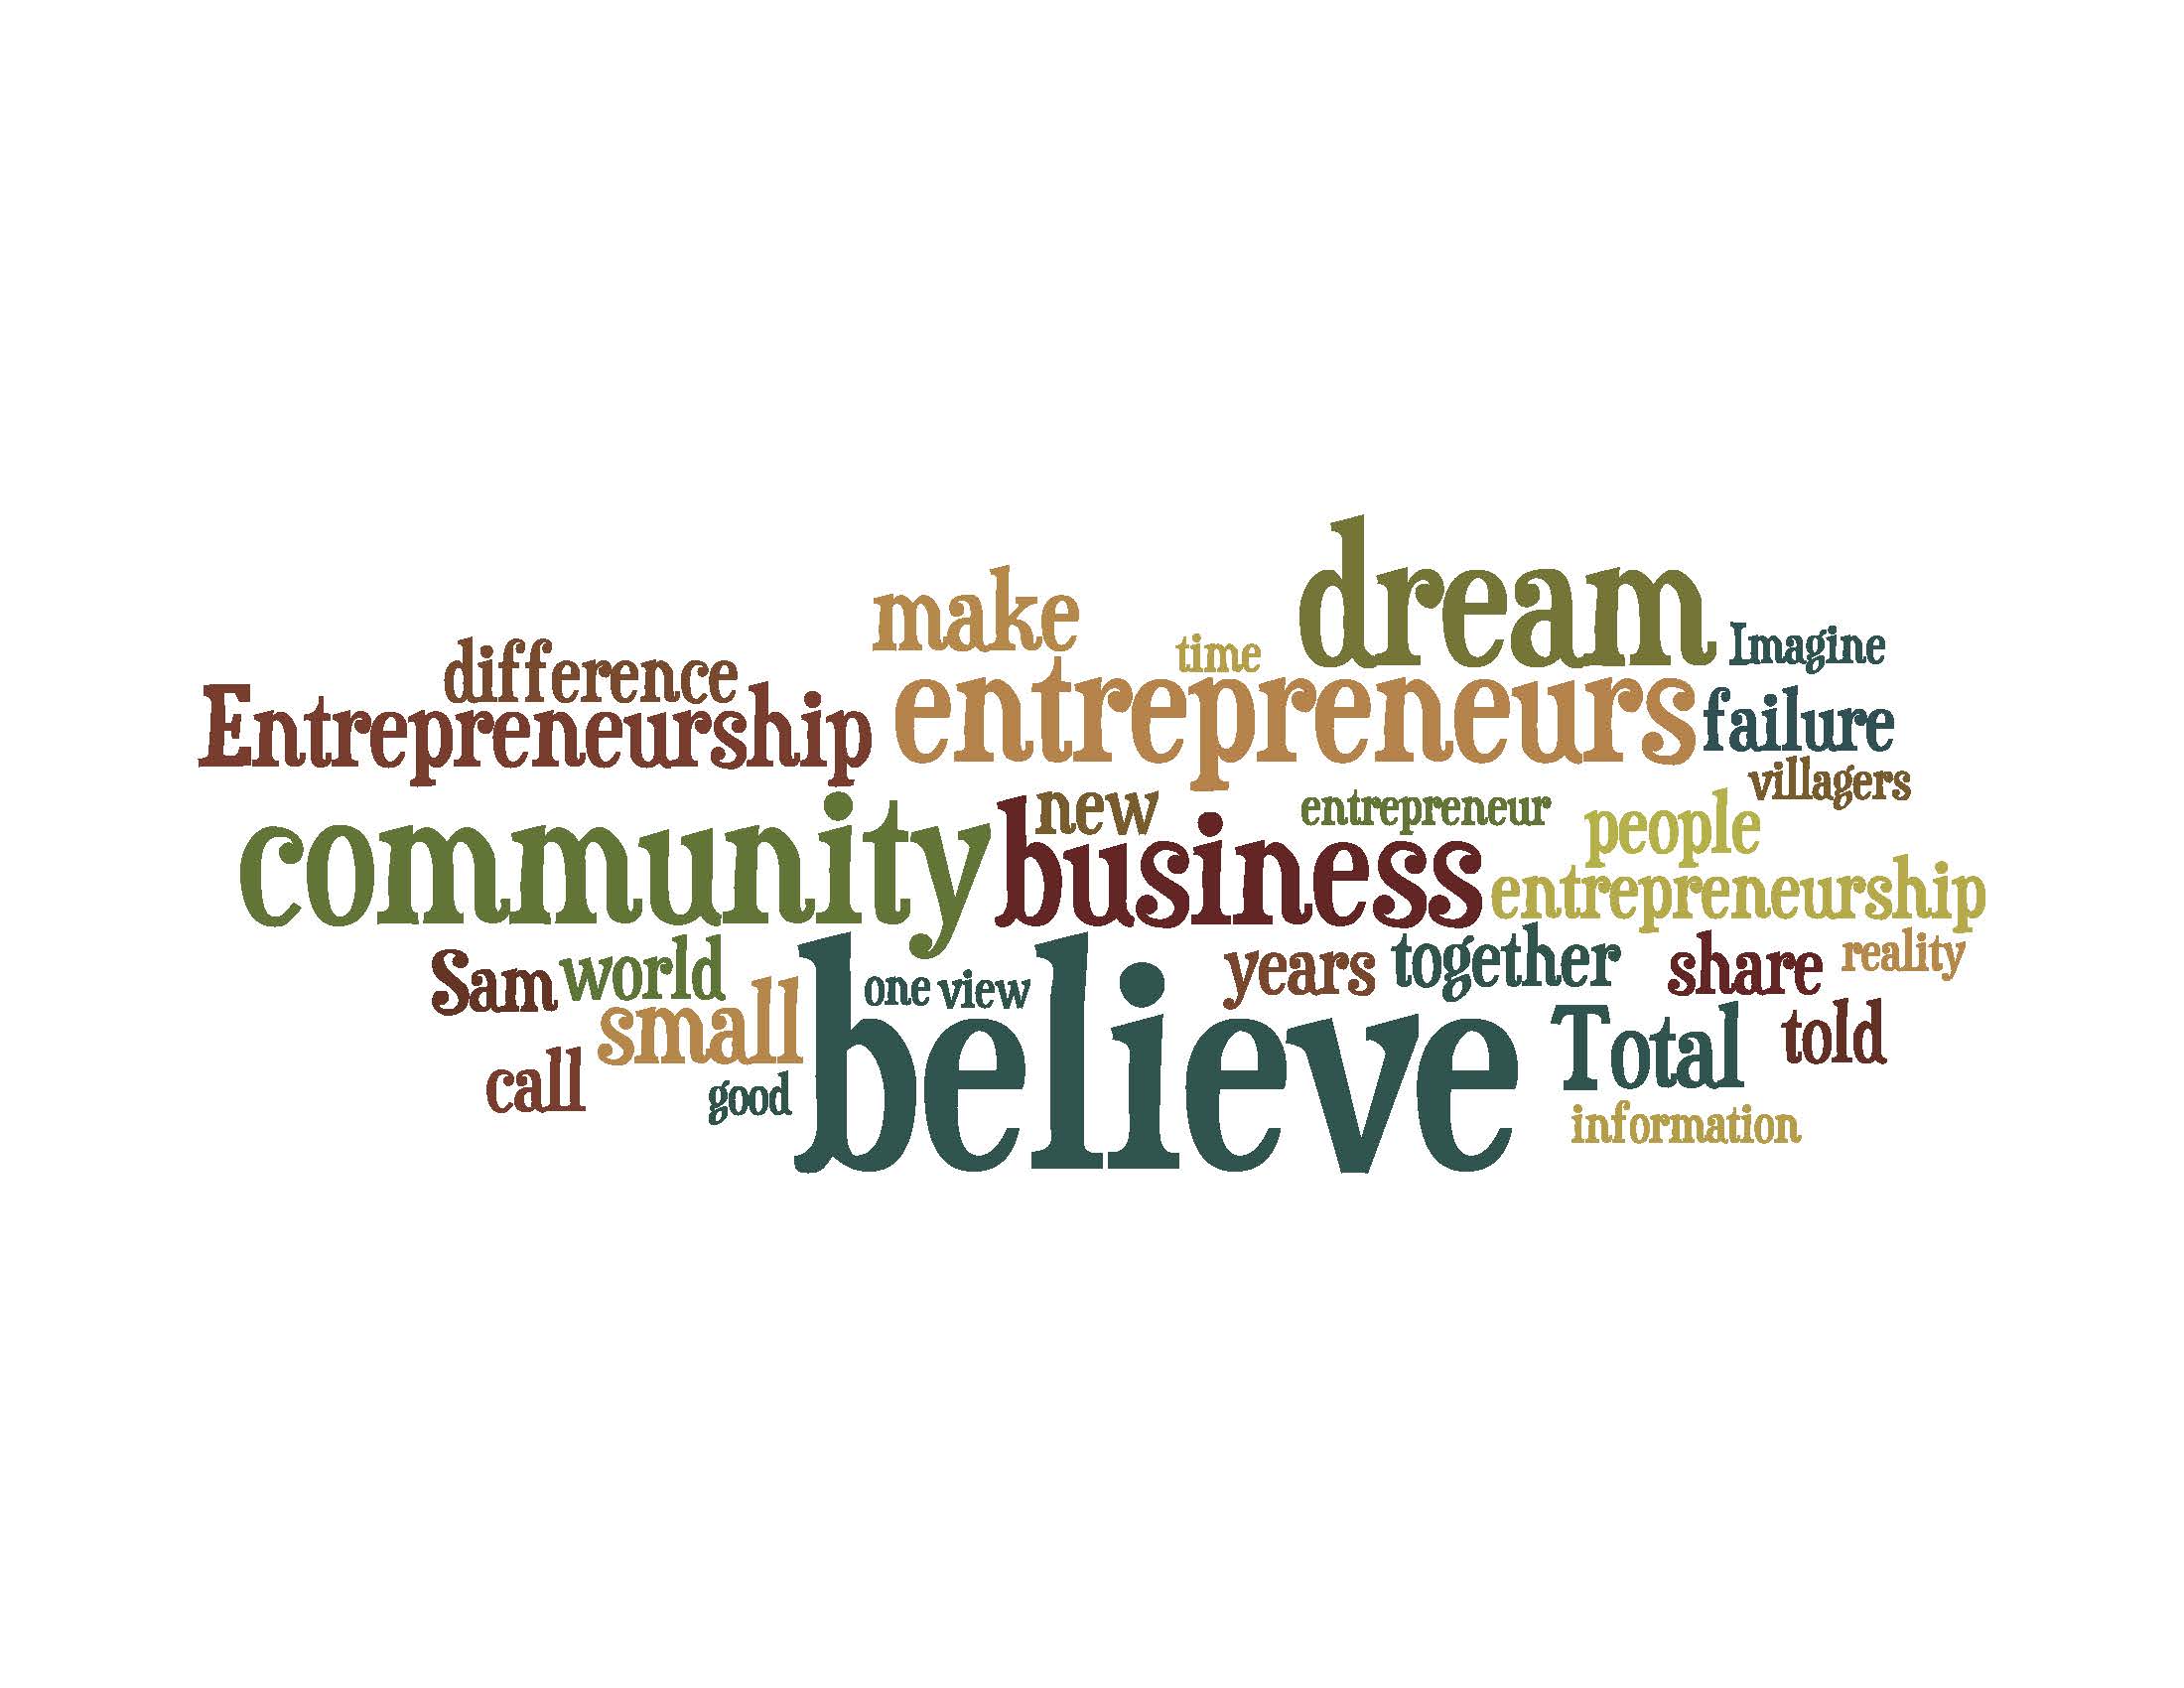 dream
make
time
Imagine
difference
entrepreneurs
Entrepreneurship
failure
villagers
new
entrepreneur
people
community
business
entrepreneurship
Sam
world
one
view
years
together
share
reality
small
believe
Total
told
call
good
information